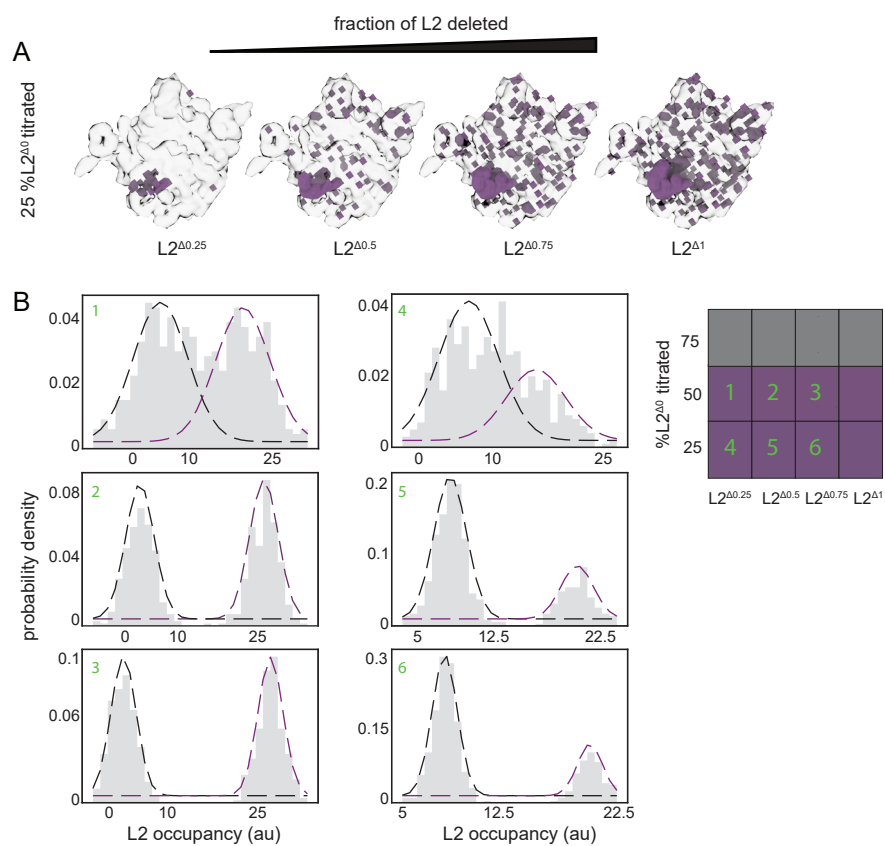 fraction of L2 deleted
A
25 %L2^Δ0 titrated
L2^Δ0.25
L2^Δ0.5
L2^Δ0.75
L2^Δ1
B
probability density
1
0.04
0.02
0
0 10 25
2
0.08
0.04
0
0 10 25
3
0.1
0.06
0
0 10 25
L2 occupancy (au)
4
0.04
0.02
0
0 10 25
5
0.2
0.1
0
5 12.5 22.5
6
0.3
0.15
0
5 12.5 22.5
L2 occupancy (au)
%L2^Δ0 titrated
75
50
25
1 2 3
4 5 6
L2^Δ0.25 L2^Δ0.5 L2^Δ0.75 L2^Δ1